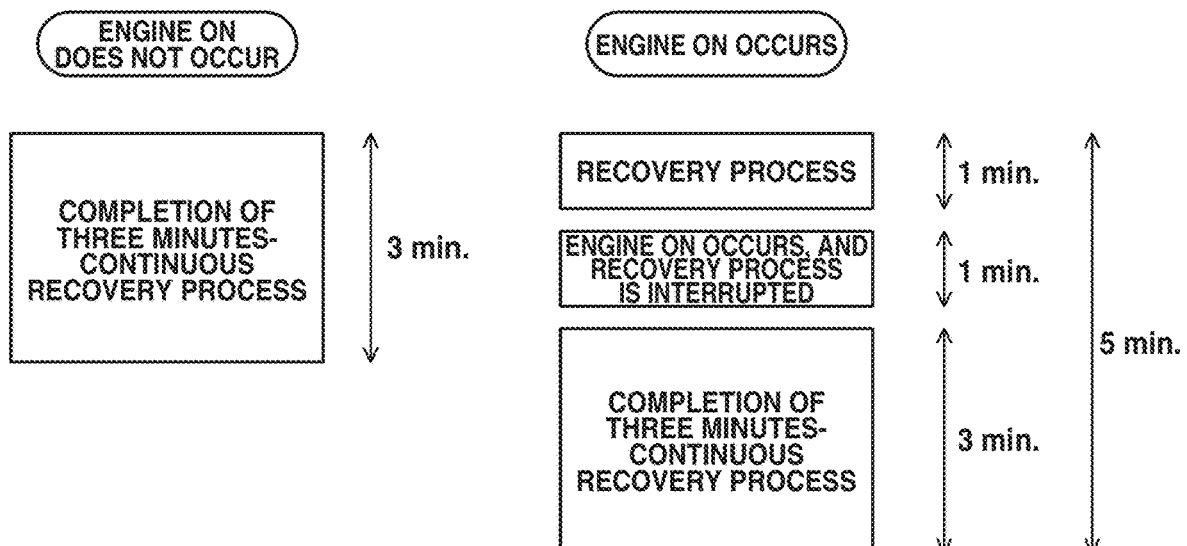 ENGINE ON
DOES NOT OCCUR
COMPLETION OF
THREE MINUTES-
CONTINUOUS
RECOVERY PROCESS
3 min.
ENGINE ON OCCURS
RECOVERY PROCESS
1 min.
ENGINE ON OCCURS, AND
RECOVERY PROCESS
IS INTERRUPTED
1 min.
COMPLETION OF
THREE MINUTES-
CONTINUOUS
RECOVERY PROCESS
3 min.
5 min.